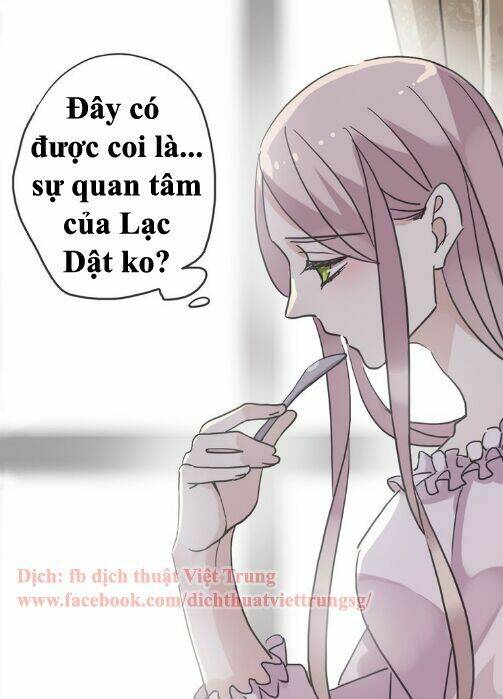 Đây có
được coi là...
sự quan tâm
của Lạc
Dật ko?
Dịch: fb dịch thuật Việt Trung
www.facebook.com/dichthuatviettrungsg/